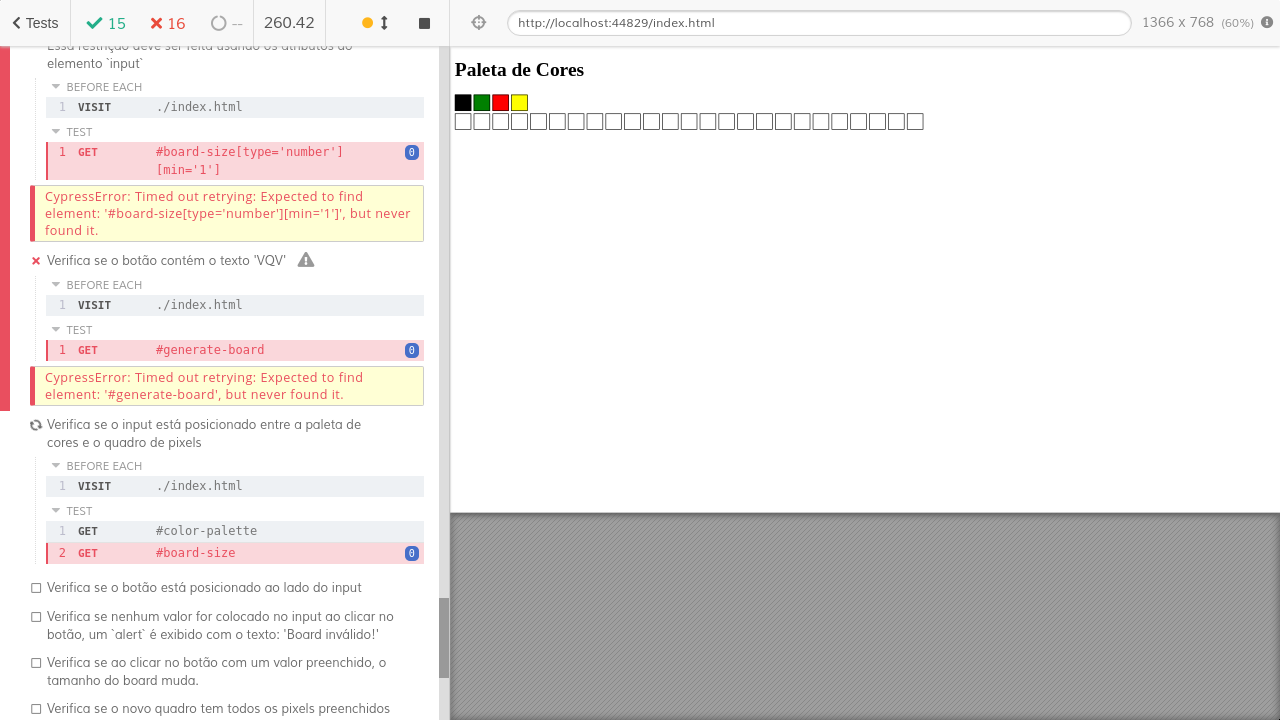 Tests 15 16 -- 260.42 http://localhost:44829/index.html 1366 x 768 (60%)
Essa restrição deve ser feita usando os atributos do
elemento `input`
BEFORE EACH
1 VISIT ./index.html
TEST
1 GET #board-size[type='number']
[min='1'] 0
CypressError: Timed out retrying: Expected to find
element: '#board-size[type='number'][min='1']', but never
found it.
Verifica se o botão contém o texto 'VQV'
BEFORE EACH
1 VISIT ./index.html
TEST
1 GET #generate-board 0
CypressError: Timed out retrying: Expected to find
element: '#generate-board', but never found it.
Verifica se o input está posicionado entre a paleta de
cores e o quadro de pixels
BEFORE EACH
1 VISIT ./index.html
TEST
1 GET #color-palette
2 GET #board-size 0
Verifica se o botão está posicionado ao lado do input
Verifica se nenhum valor for colocado no input ao clicar no
botão, um `alert` é exibido com o texto: 'Board inválido!'
Verifica se ao clicar no botão com um valor preenchido, o
tamanho do board muda.
Verifica se o novo quadro tem todos os pixels preenchidos
Paleta de Cores